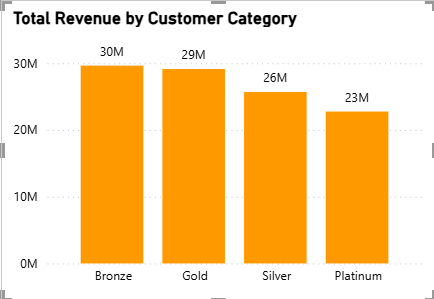 Total Revenue by Customer Category
30M
29M
26M
23M
30M
20M
10M
0M
Bronze Gold Silver Platinum